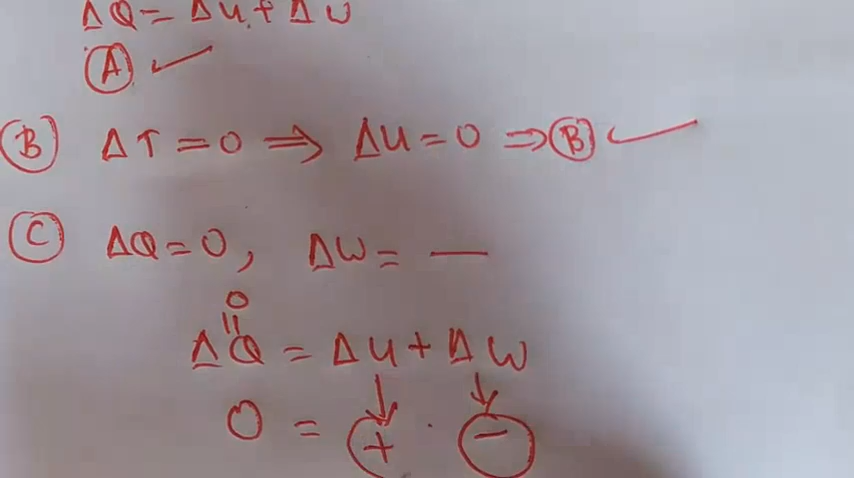 ΔQ = ΔU + ΔW
(A) ✓
(B) ΔT = 0 ⇒ ΔU = 0 ⇒ (B) ✓
(C) ΔQ = 0, ΔW = —
0
||
ΔQ = ΔU + ΔW
↓ ↓
0 = (+) . (−)